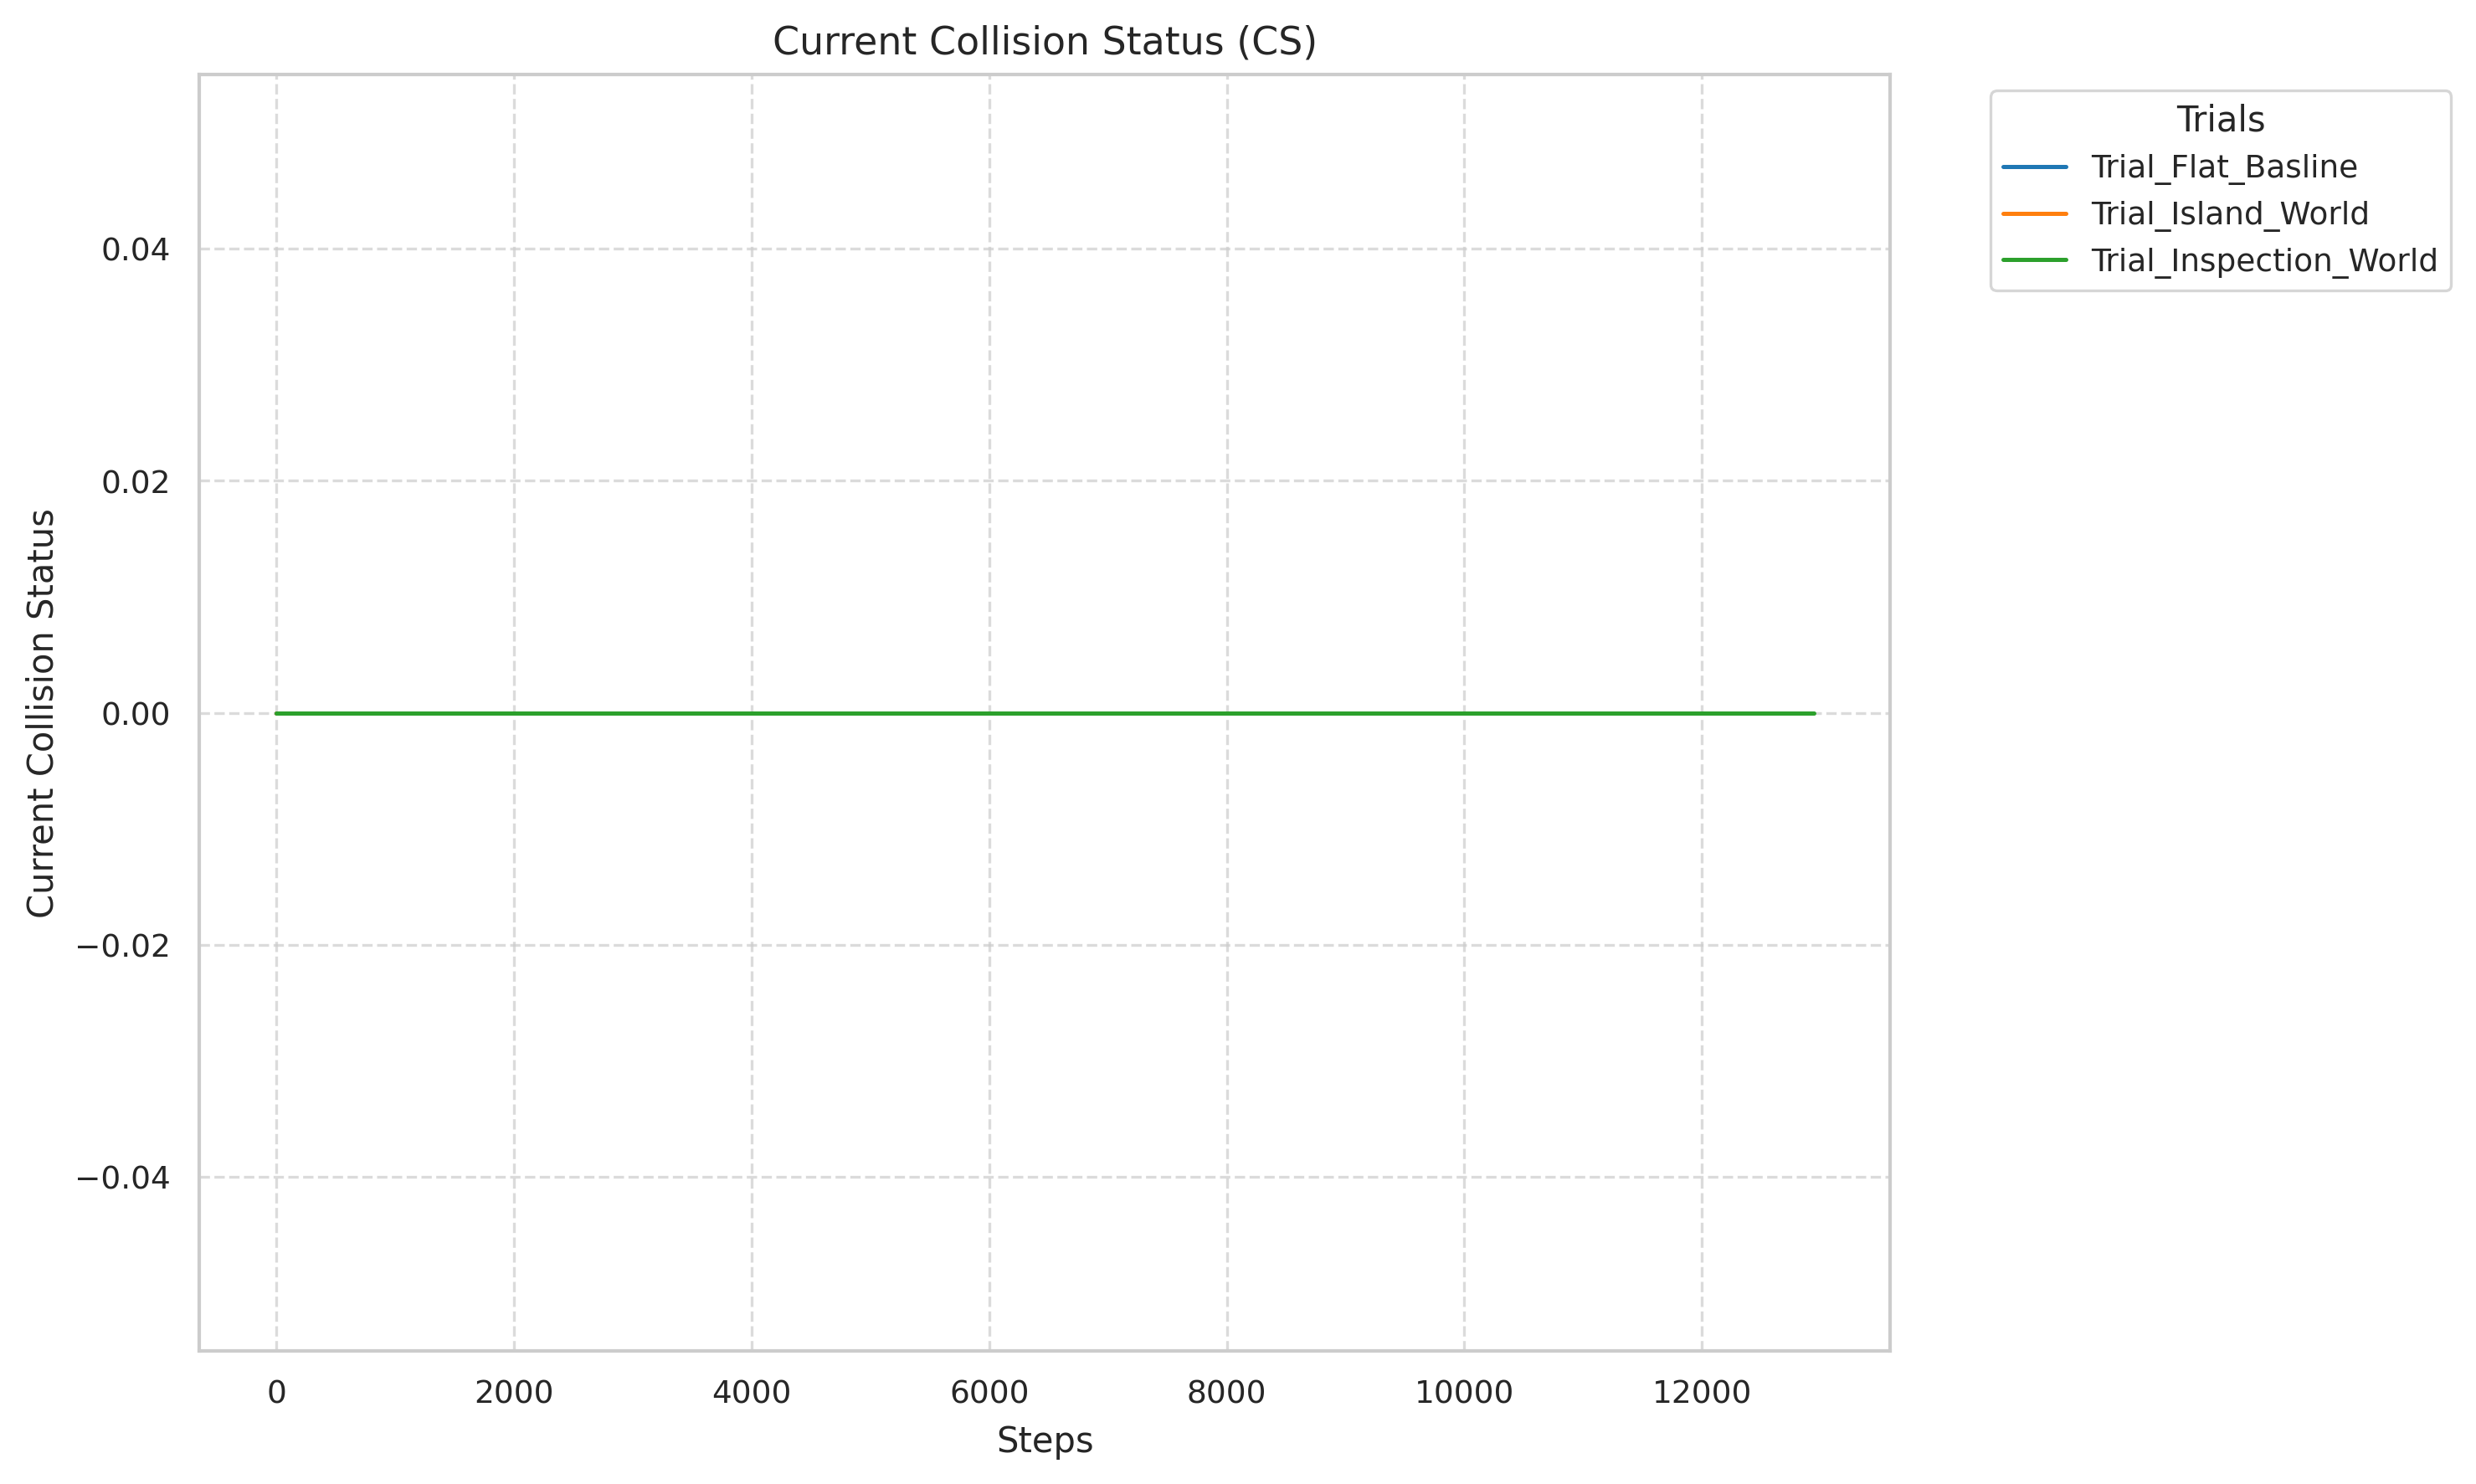 Current Collision Status (CS)
Trials
Trial_Flat_Basline
Trial_Island_World
Trial_Inspection_World
Current Collision Status
0.04
0.02
0.00
−0.02
−0.04
0 2000 4000 6000 8000 10000 12000
Steps